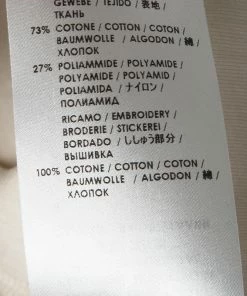 GEWEBE / TEJIDO / 表地 /
ТКАНЬ
73% COTONE / COTTON / COTON /
BAUMWOLLE / ALGODON / 綿 /
ХЛОПОК
27% POLIAMMIDE / POLYAMIDE /
POLYAMIDE / POLYAMID /
POLIAMIDA / ナイロン /
ПОЛИАМИД
RICAMO / EMBROIDERY /
BRODERIE / STICKEREI /
BORDADO / ししゅう部分 /
ВЫШИВКА
100% COTONE / COTTON / COTON /
BAUMWOLLE / ALGODON / 綿 /
ХЛОПОК